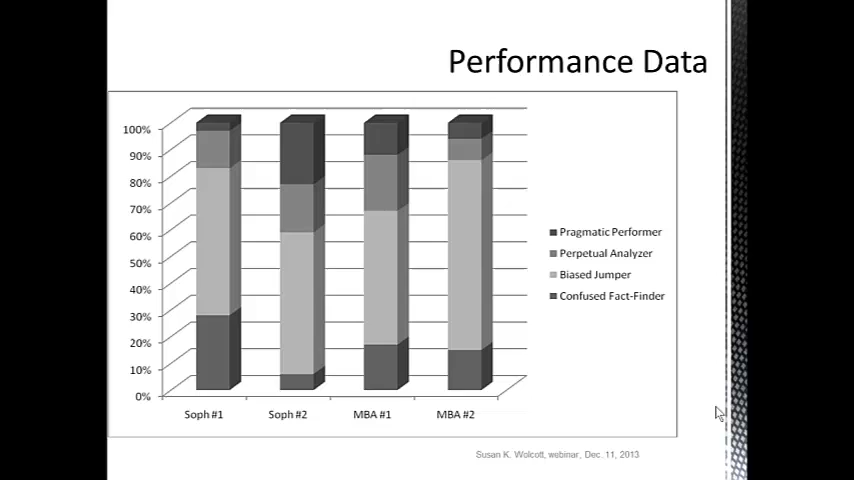 Performance Data
100%
90%
80%
70%
60%
50%
40%
30%
20%
10%
0%
Soph #1 Soph #2 MBA #1 MBA #2
Pragmatic Performer
Perpetual Analyzer
Biased Jumper
Confused Fact-Finder
Susan K. Wolcott, webinar, Dec. 11, 2013